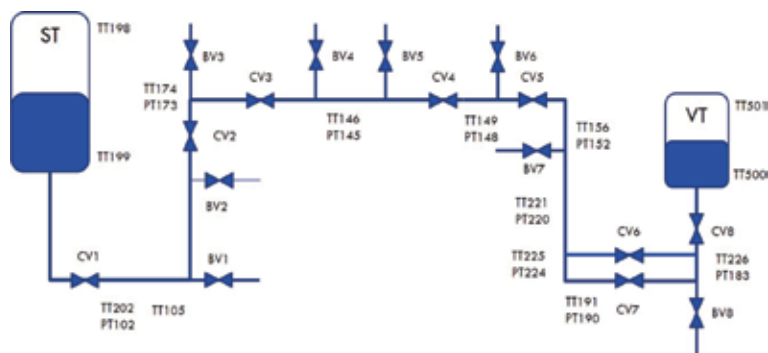 ST
TT198
TT199
BV3
BV4
BV5
BV6
TT174
PT173
CV3
CV4
CV5
CV2
TT146
PT145
TT149
PT148
TT156
PT152
VT
TT501
TT500
BV7
BV2
TT221
PT220
CV1
BV1
CV6
CV8
TT225
PT224
TT226
PT183
TT202
PT102
TT105
TT191
PT190
CV7
BV8